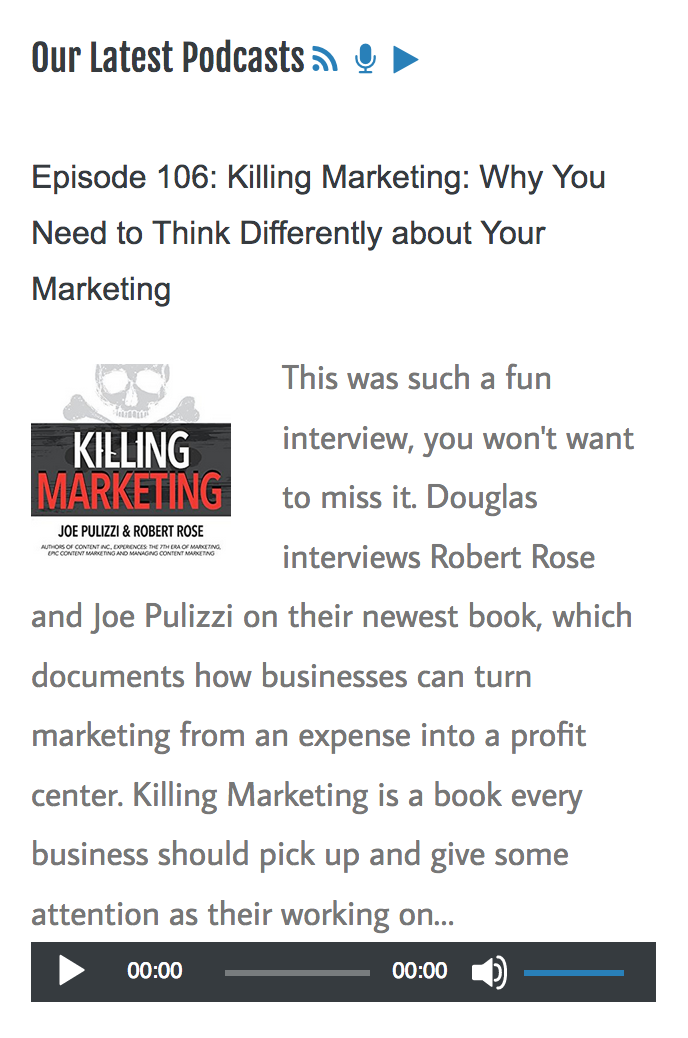 Our Latest Podcasts
Episode 106: Killing Marketing: Why You
Need to Think Differently about Your
Marketing
KILLING
MARKETING
JOE PULIZZI & ROBERT ROSE
AUTHORS OF CONTENT INC., EXPERIENCES: THE 7TH ERA OF MARKETING,
EPIC CONTENT MARKETING AND MANAGING CONTENT MARKETING
This was such a fun
interview, you won't want
to miss it. Douglas
interviews Robert Rose
and Joe Pulizzi on their newest book, which
documents how businesses can turn
marketing from an expense into a profit
center. Killing Marketing is a book every
business should pick up and give some
attention as their working on...
00:00 00:00